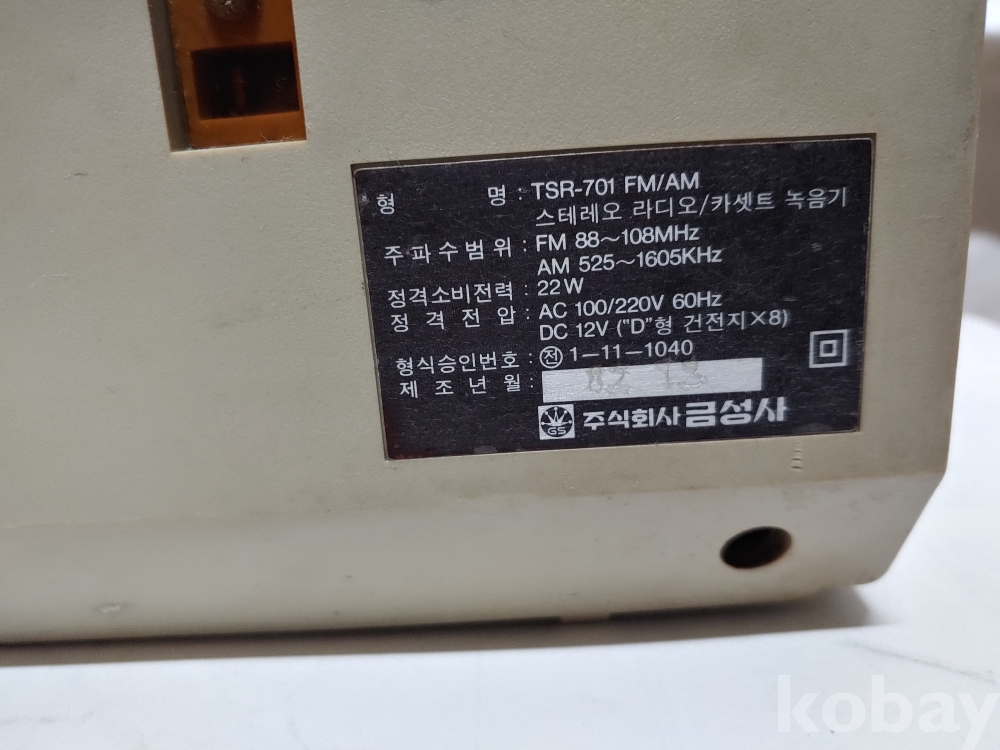 형 명 : TSR-701 FM/AM
스테레오 라디오/카셋트 녹음기
주파수범위 : FM 88~108MHz
AM 525~1605KHz
정격소비전력 : 22W
정격전압 : AC 100/220V 60Hz
DC 12V ("D"형 건전지×8)
형식승인번호 : ㉠ 1-11-1040
제조년월 : 82 12
GS 주식회사 금성사
kobay